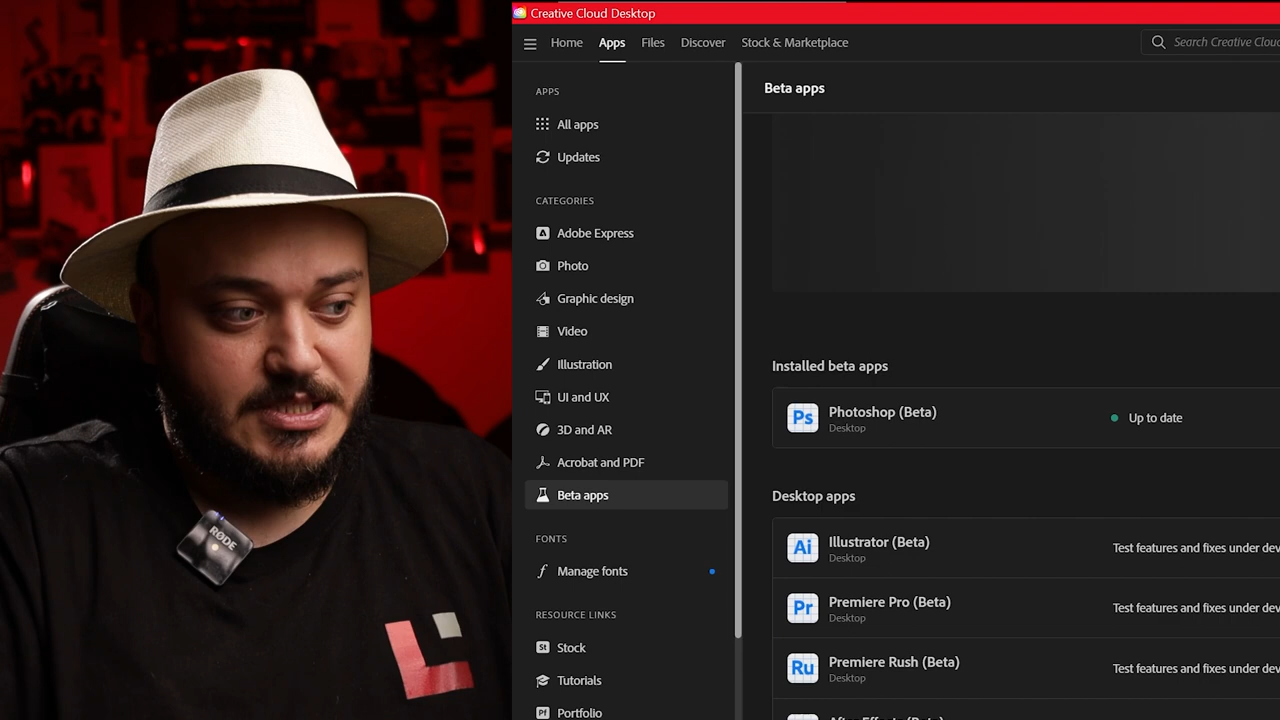 Creative Cloud Desktop
Home Apps Files Discover Stock & Marketplace Search Creative Clou
APPS
All apps
Updates
CATEGORIES
Adobe Express
Photo
Graphic design
Video
Illustration
UI and UX
3D and AR
Acrobat and PDF
Beta apps
FONTS
Manage fonts
RESOURCE LINKS
St Stock
Tutorials
Pf Portfolio
Beta apps
Installed beta apps
Ps Photoshop (Beta) Up to date
Desktop
Desktop apps
Ai Illustrator (Beta) Test features and fixes under dev
Desktop
Pr Premiere Pro (Beta) Test features and fixes under dev
Desktop
Ru Premiere Rush (Beta) Test features and fixes under dev
Desktop
RØDE